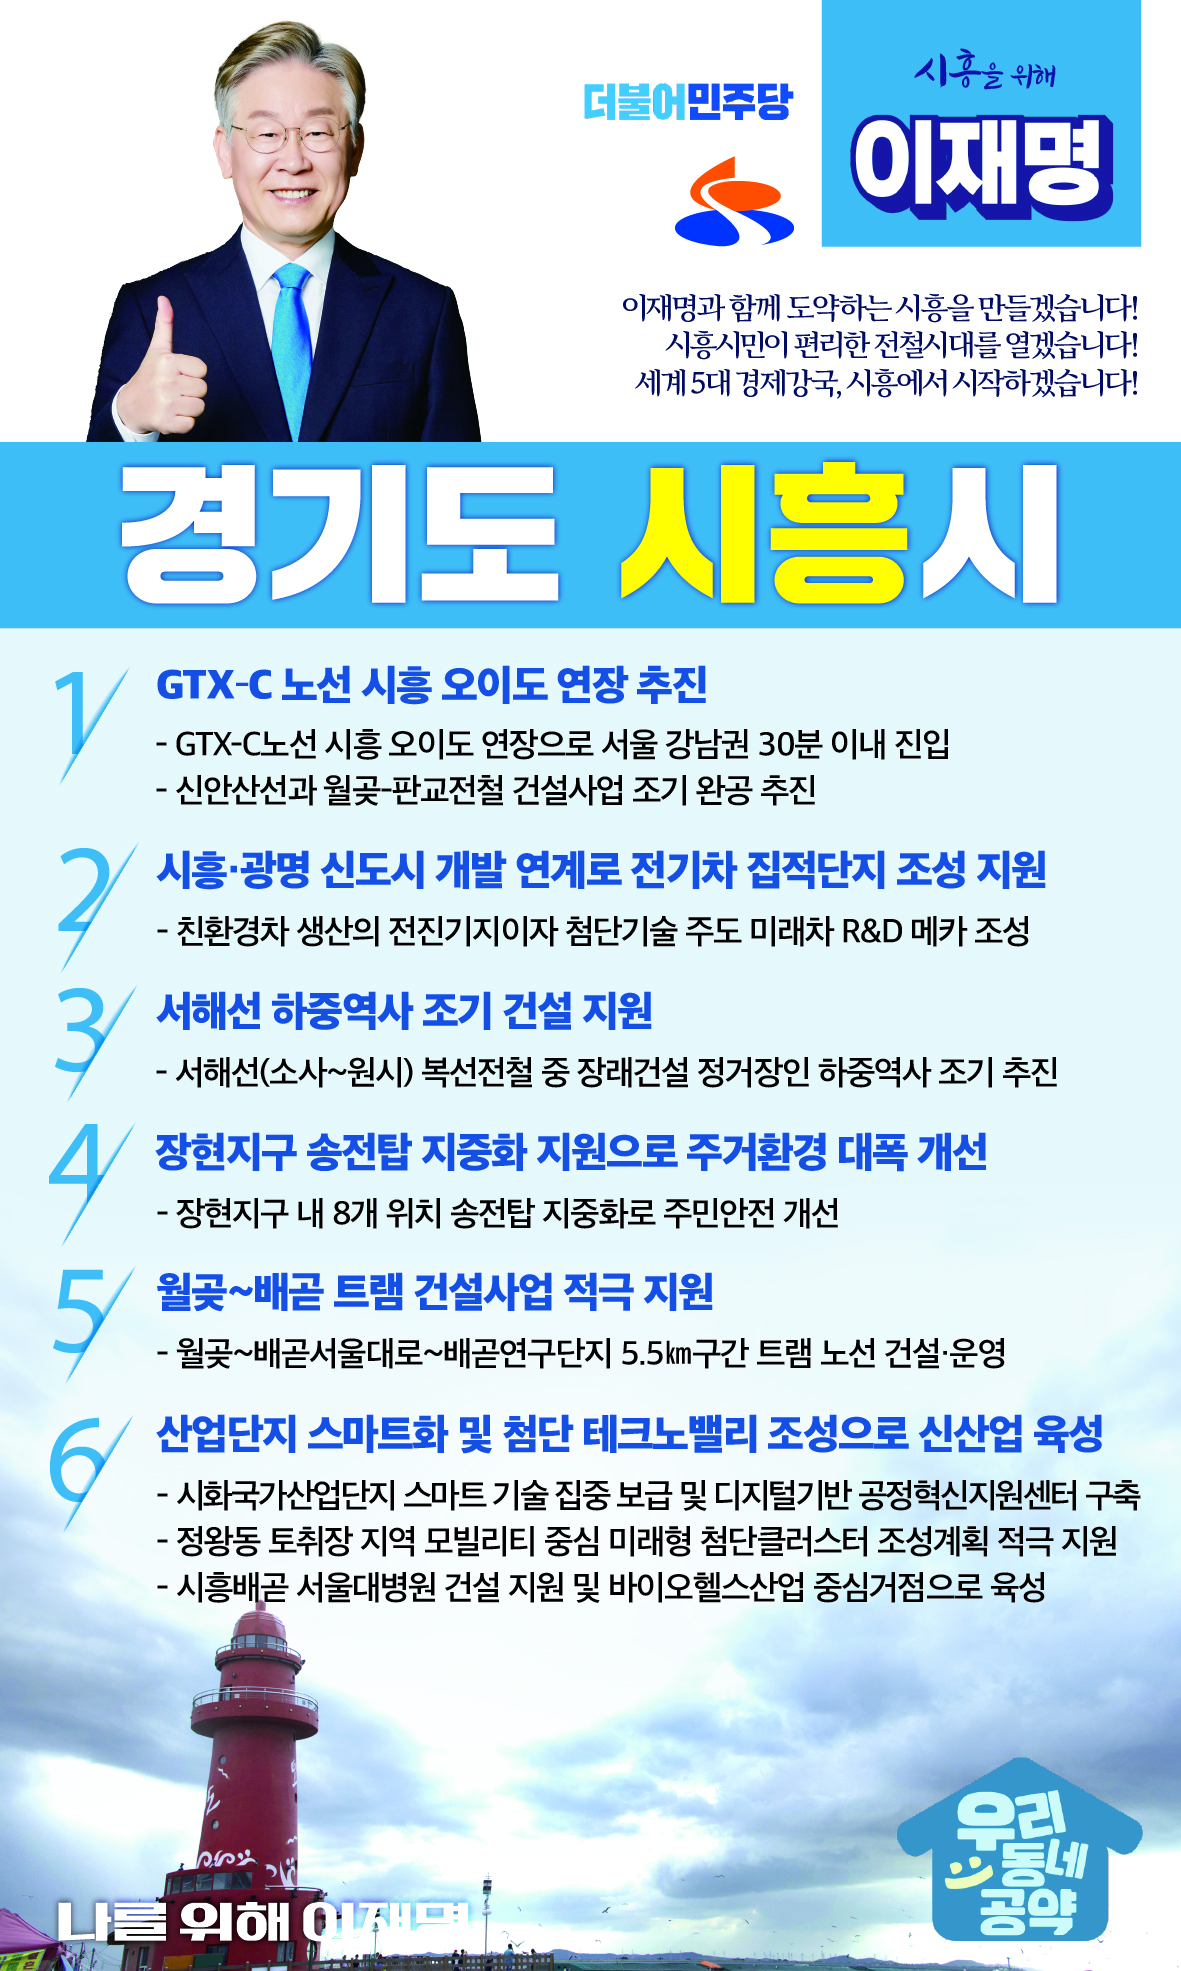 더불어민주당
시흥을 위해
이재명
이재명과 함께 도약하는 시흥을 만들겠습니다!
시흥시민이 편리한 전철시대를 열겠습니다!
세계 5대 경제강국, 시흥에서 시작하겠습니다!
경기도 시흥시
1 GTX-C 노선 시흥 오이도 연장 추진
- GTX-C노선 시흥 오이도 연장으로 서울 강남권 30분 이내 진입
- 신안산선과 월곶-판교전철 건설사업 조기 완공 추진
2 시흥·광명 신도시 개발 연계로 전기차 집적단지 조성 지원
- 친환경차 생산의 전진기지이자 첨단기술 주도 미래차 R&D 메카 조성
3 서해선 하중역사 조기 건설 지원
- 서해선(소사~원시) 복선전철 중 장래건설 정거장인 하중역사 조기 추진
4 장현지구 송전탑 지중화 지원으로 주거환경 대폭 개선
- 장현지구 내 8개 위치 송전탑 지중화로 주민안전 개선
5 월곶~배곧 트램 건설사업 적극 지원
- 월곶~배곧서울대로~배곧연구단지 5.5㎞구간 트램 노선 건설·운영
6 산업단지 스마트화 및 첨단 테크노밸리 조성으로 신산업 육성
- 시화국가산업단지 스마트 기술 집중 보급 및 디지털기반 공정혁신지원센터 구축
- 정왕동 토취장 지역 모빌리티 중심 미래형 첨단클러스터 조성계획 적극 지원
- 시흥배곧 서울대병원 건설 지원 및 바이오헬스산업 중심거점으로 육성
우리
동네
공약
나를 위해 이재명